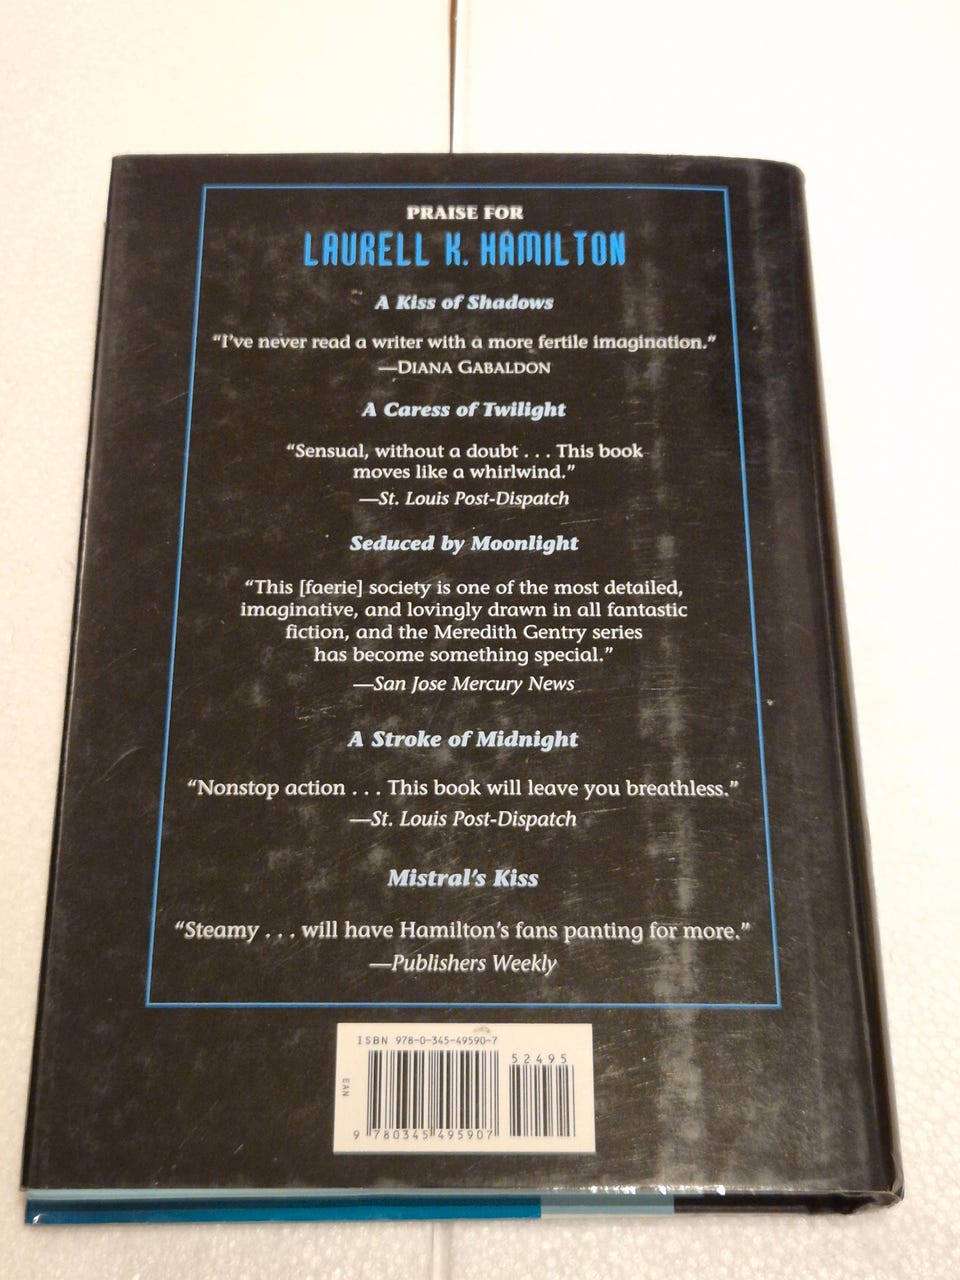 PRAISE FOR
LAURELL K. HAMILTON
A Kiss of Shadows
“I’ve never read a writer with a more fertile imagination.”
—DIANA GABALDON
A Caress of Twilight
“Sensual, without a doubt . . . This book
moves like a whirlwind.”
—St. Louis Post-Dispatch
Seduced by Moonlight
“This [faerie] society is one of the most detailed,
imaginative, and lovingly drawn in all fantastic
fiction, and the Meredith Gentry series
has become something special.”
—San Jose Mercury News
A Stroke of Midnight
“Nonstop action . . . This book will leave you breathless.”
—St. Louis Post-Dispatch
Mistral’s Kiss
“Steamy . . . will have Hamilton’s fans panting for more.”
—Publishers Weekly
ISBN 978-0-345-49590-7
52495
EAN
9 780345 495907